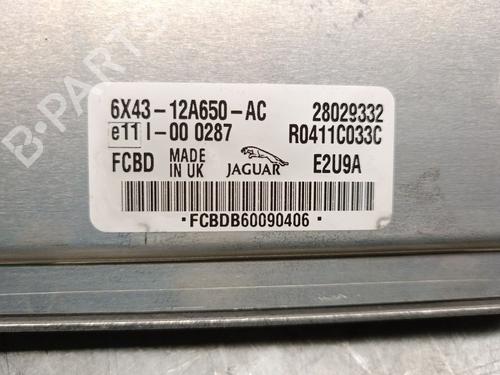 B-PARTS
6X43-12A650-AC 28029332
e11 I-00 0287 R0411C033C
FCBD MADE IN UK JAGUAR E2U9A
·FCBDB60090406·